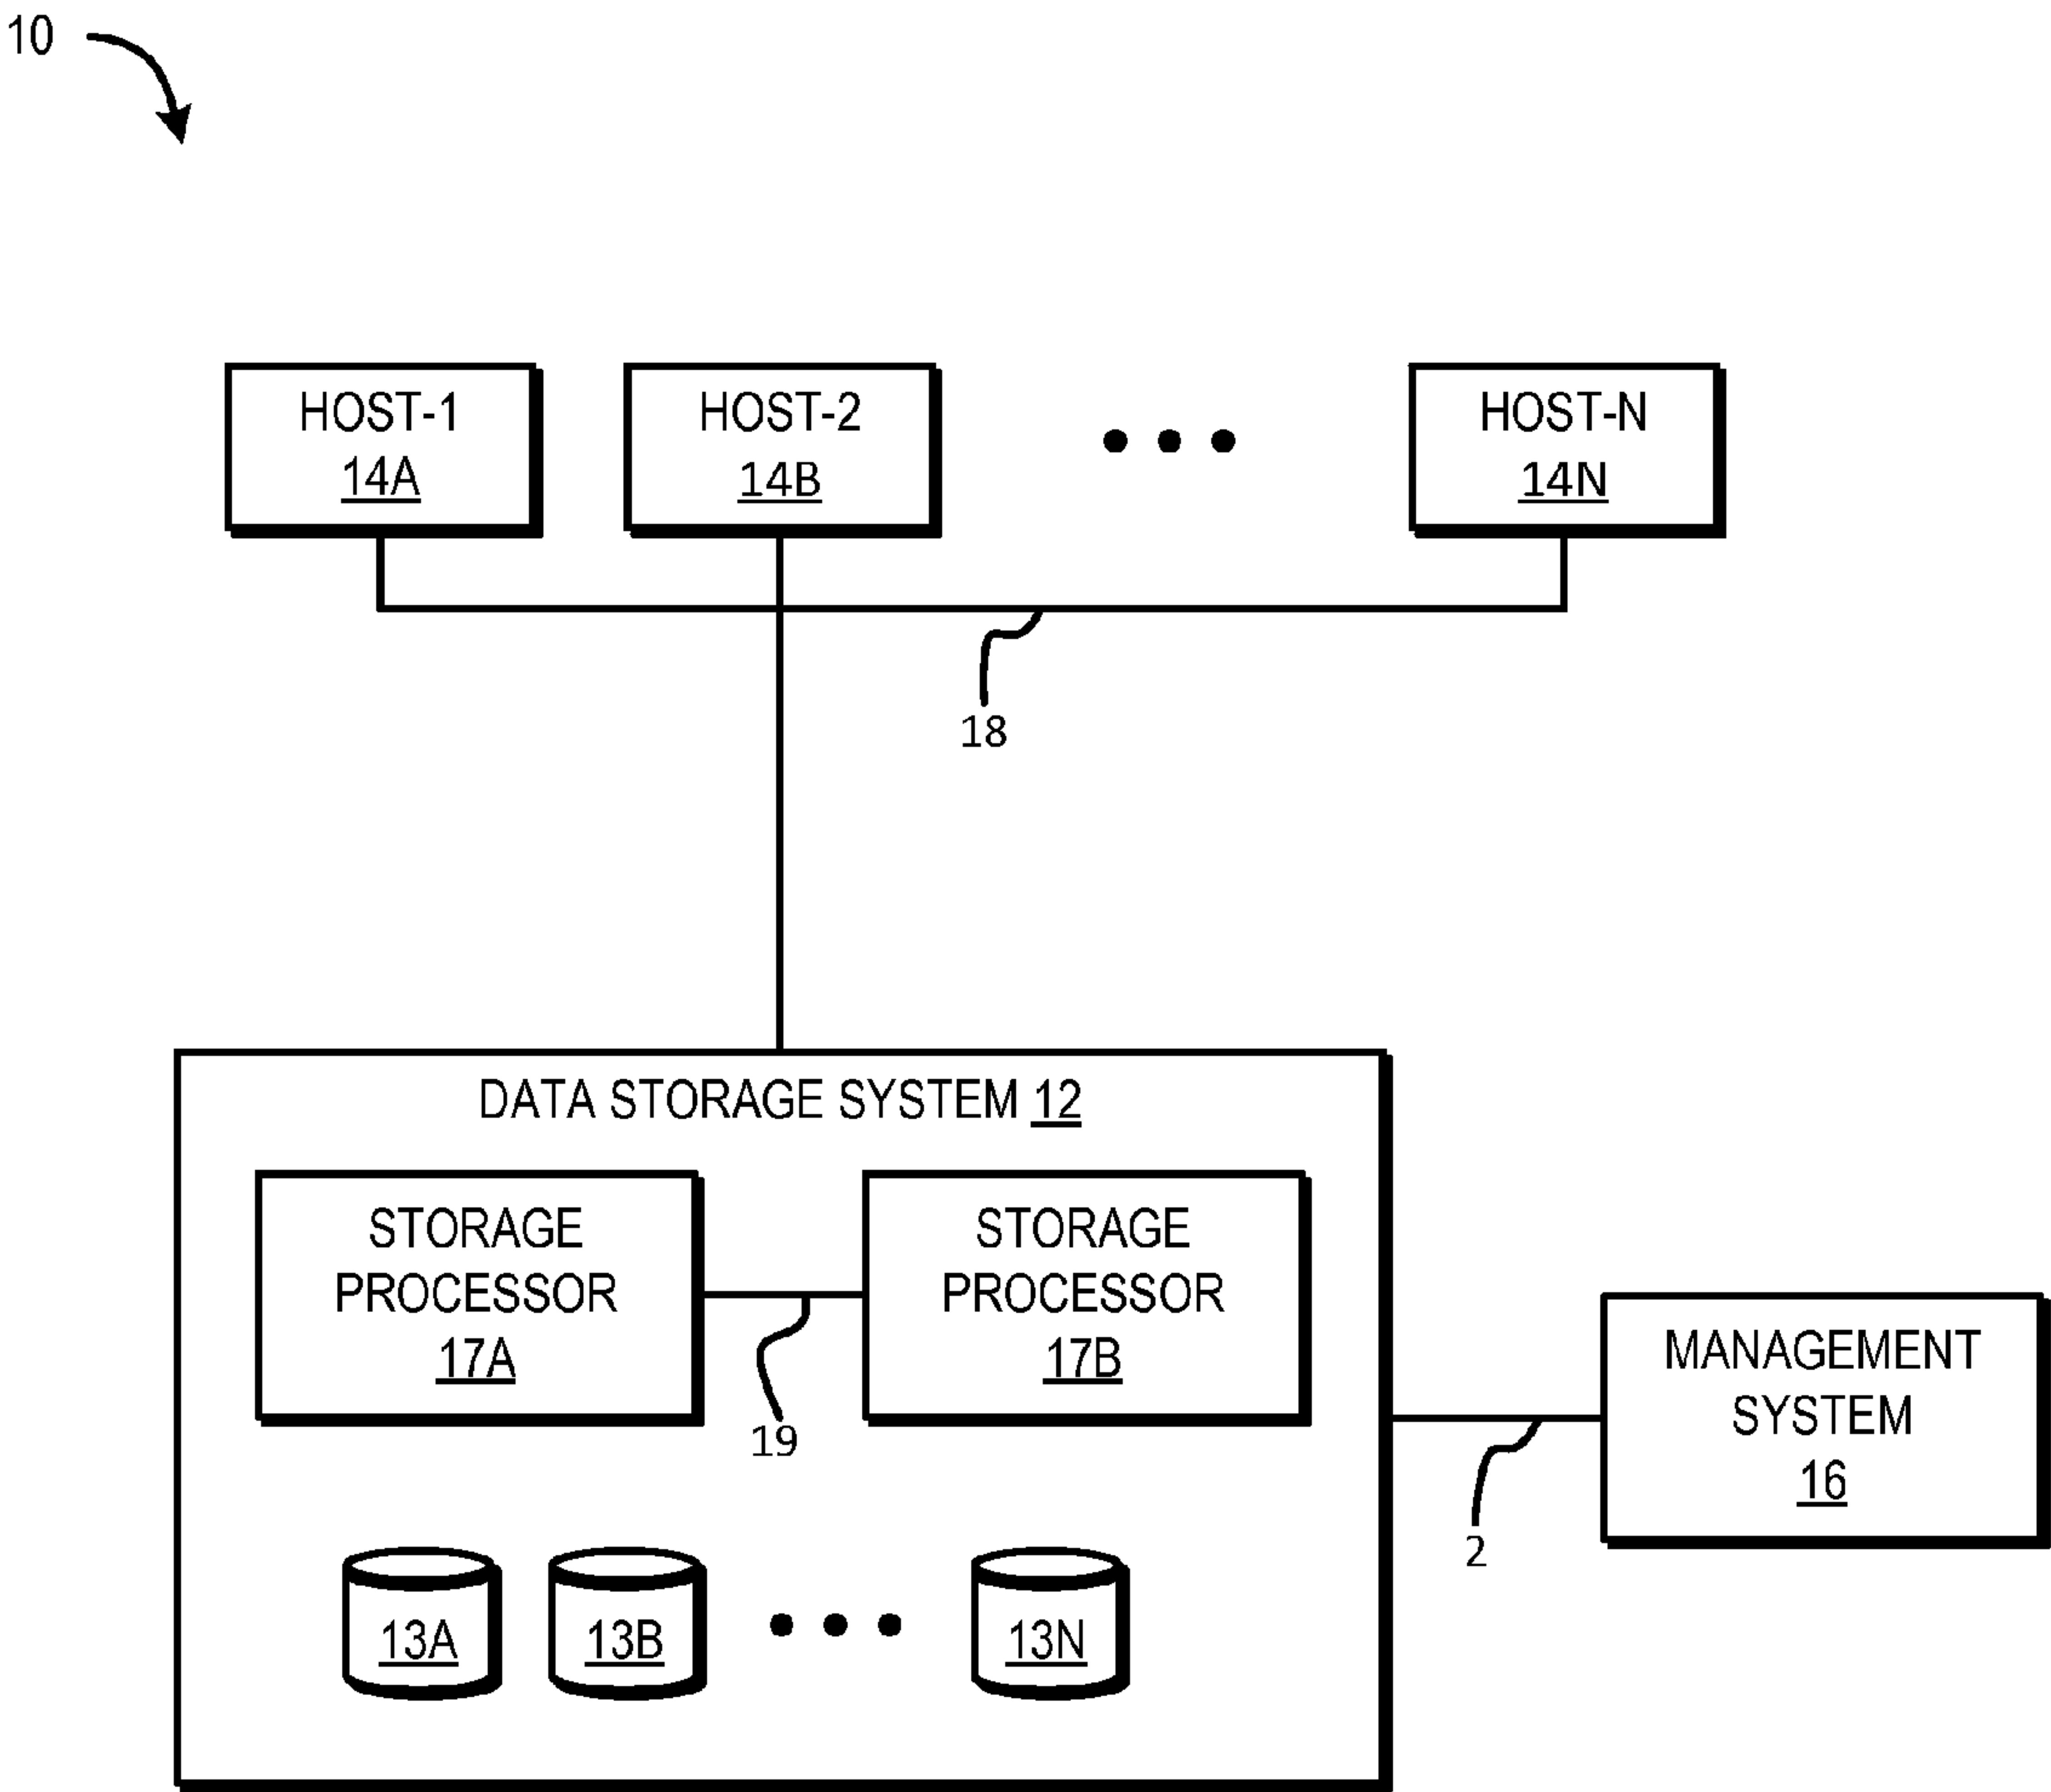 10
HOST-1
14A
HOST-2
14B
HOST-N
14N
18
DATA STORAGE SYSTEM 12
STORAGE
PROCESSOR
17A
STORAGE
PROCESSOR
17B
19
MANAGEMENT
SYSTEM
16
2
13A
13B
13N